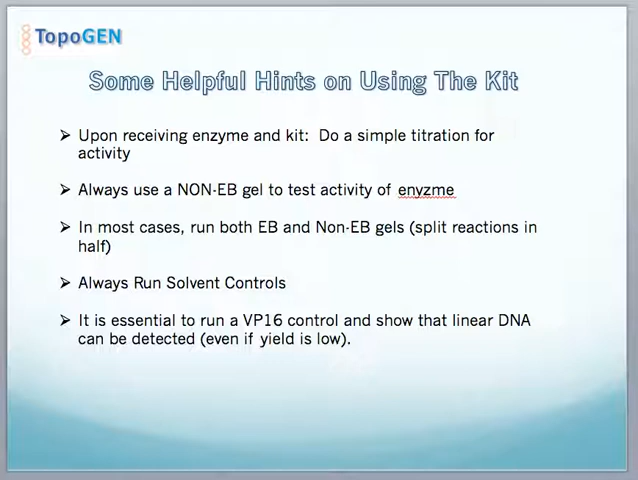 TopoGEN
Some Helpful Hints on Using The Kit
➢ Upon receiving enzyme and kit: Do a simple titration for
activity
➢ Always use a NON-EB gel to test activity of enyzme
➢ In most cases, run both EB and Non-EB gels (split reactions in
half)
➢ Always Run Solvent Controls
➢ It is essential to run a VP16 control and show that linear DNA
can be detected (even if yield is low).